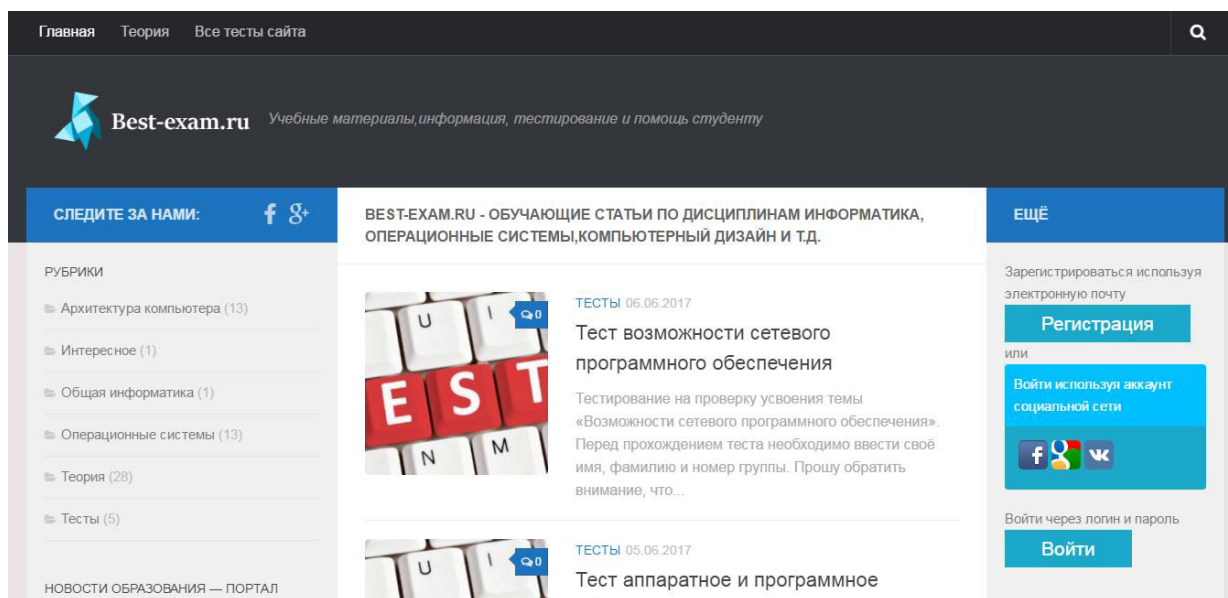 Главная Теория Все тесты сайта
Best-exam.ru Учебные материалы,информация, тестирование и помощь студенту
СЛЕДИТЕ ЗА НАМИ:
РУБРИКИ
Архитектура компьютера (13)
Интересное (1)
Общая информатика (1)
Операционные системы (13)
Теория (28)
Тесты (5)
НОВОСТИ ОБРАЗОВАНИЯ — ПОРТАЛ
BEST-EXAM.RU - ОБУЧАЮЩИЕ СТАТЬИ ПО ДИСЦИПЛИНАМ ИНФОРМАТИКА,
ОПЕРАЦИОННЫЕ СИСТЕМЫ,КОМПЬЮТЕРНЫЙ ДИЗАЙН И Т.Д.
U I 0
EST
N M
ТЕСТЫ 06.06.2017
Тест возможности сетевого
программного обеспечения
Тестирование на проверку усвоения темы
«Возможности сетевого программного обеспечения».
Перед прохождением теста необходимо ввести своё
имя, фамилию и номер группы. Прошу обратить
внимание, что...
U I 0
ТЕСТЫ 05.06.2017
Тест аппаратное и программное
ЕЩЁ
Зарегистрироваться используя
электронную почту
Регистрация
или
Войти используя аккаунт
социальной сети
Войти через логин и пароль
Войти